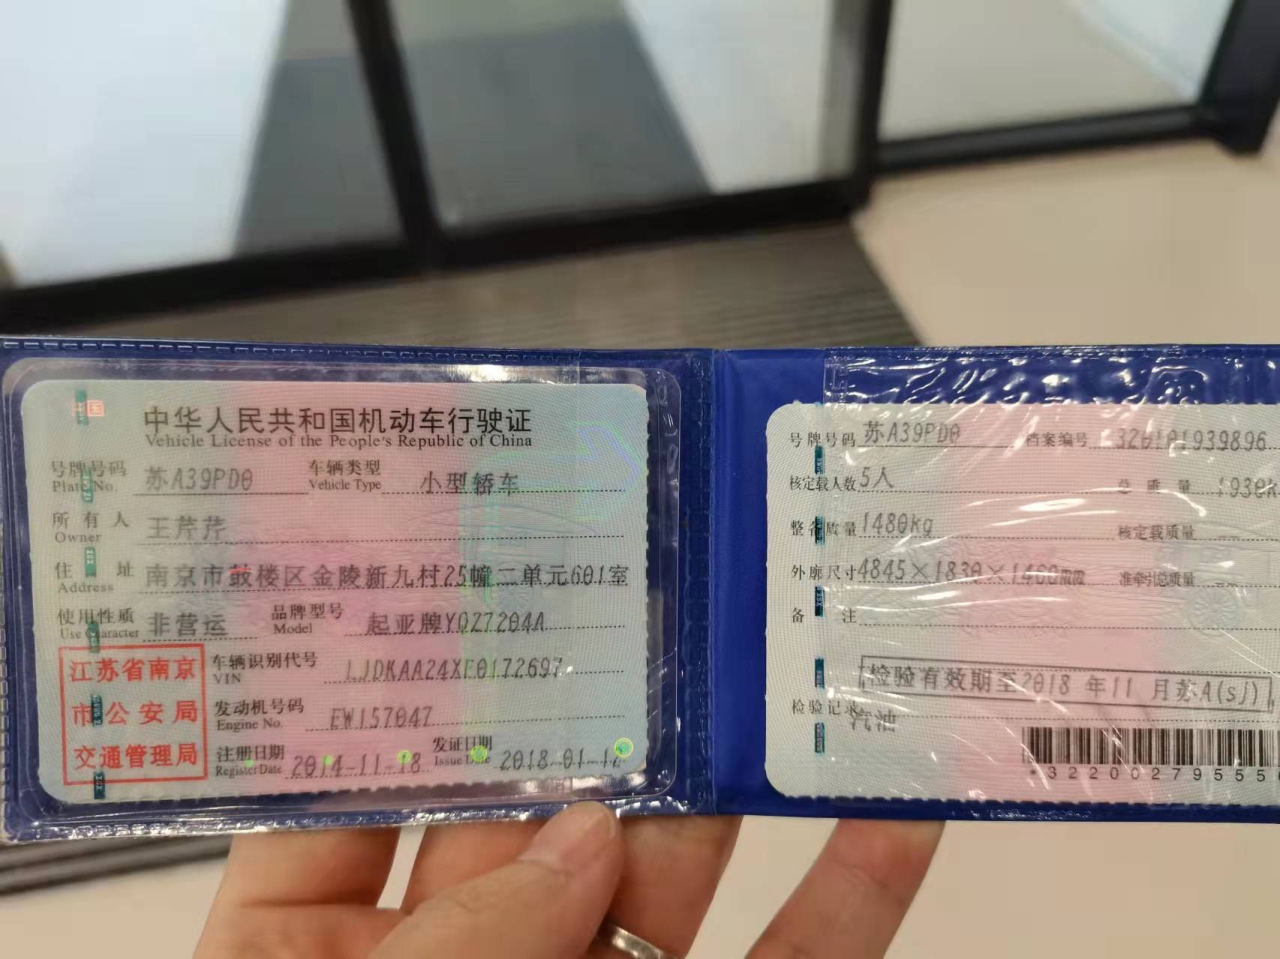 中国
中华人民共和国机动车行驶证
Vehicle License of the People's Republic of China
号牌号码 苏A39PD0 车辆类型 小型轿车
Plate No. Vehicle Type
所有人 王芹芹
Owner
住址 南京市鼓楼区金陵新九村25幢二单元601室
Address
使用性质 非营运 品牌型号 起亚牌YQZ7204A
Use Character Model
江苏省南京
市公安局
交通管理局
车辆识别代号 LJDKAA24XE0172697
VIN
发动机号码 EW157047
Engine No.
注册日期 2014-11-18 发证日期
Register Date Issue Date
号牌号码 苏A39PD0 档案编号 320101939896
核定载人数 5人 总质量
整备质量 1480kg 核定载质量 --
外廓尺寸 4845×1830×1460mm 准牵引总质量 --
备注
检验有效期至2018年11月苏A(sJ)
检验记录
汽油
*3220027955556